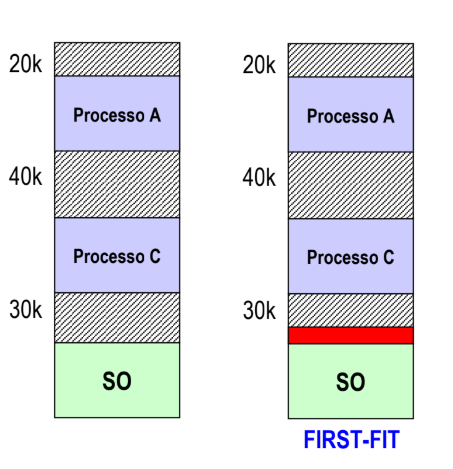 20k
Processo A
40k
Processo C
30k
SO
20k
Processo A
40k
Processo C
30k
SO
FIRST-FIT